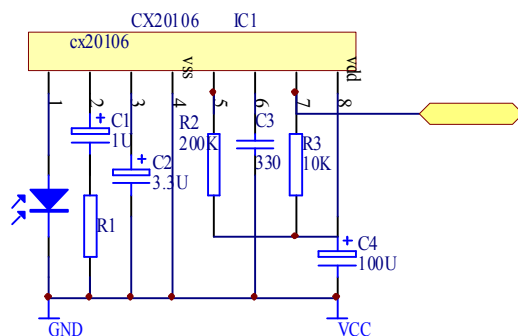 CX20106 IC1
cx20106
vss
vdd
1 2 3 4 5 6 7 8
C1
1U
R2
200K
C3
330
R3
10K
C2
3.3U
R1
C4
100U
GND
VCC